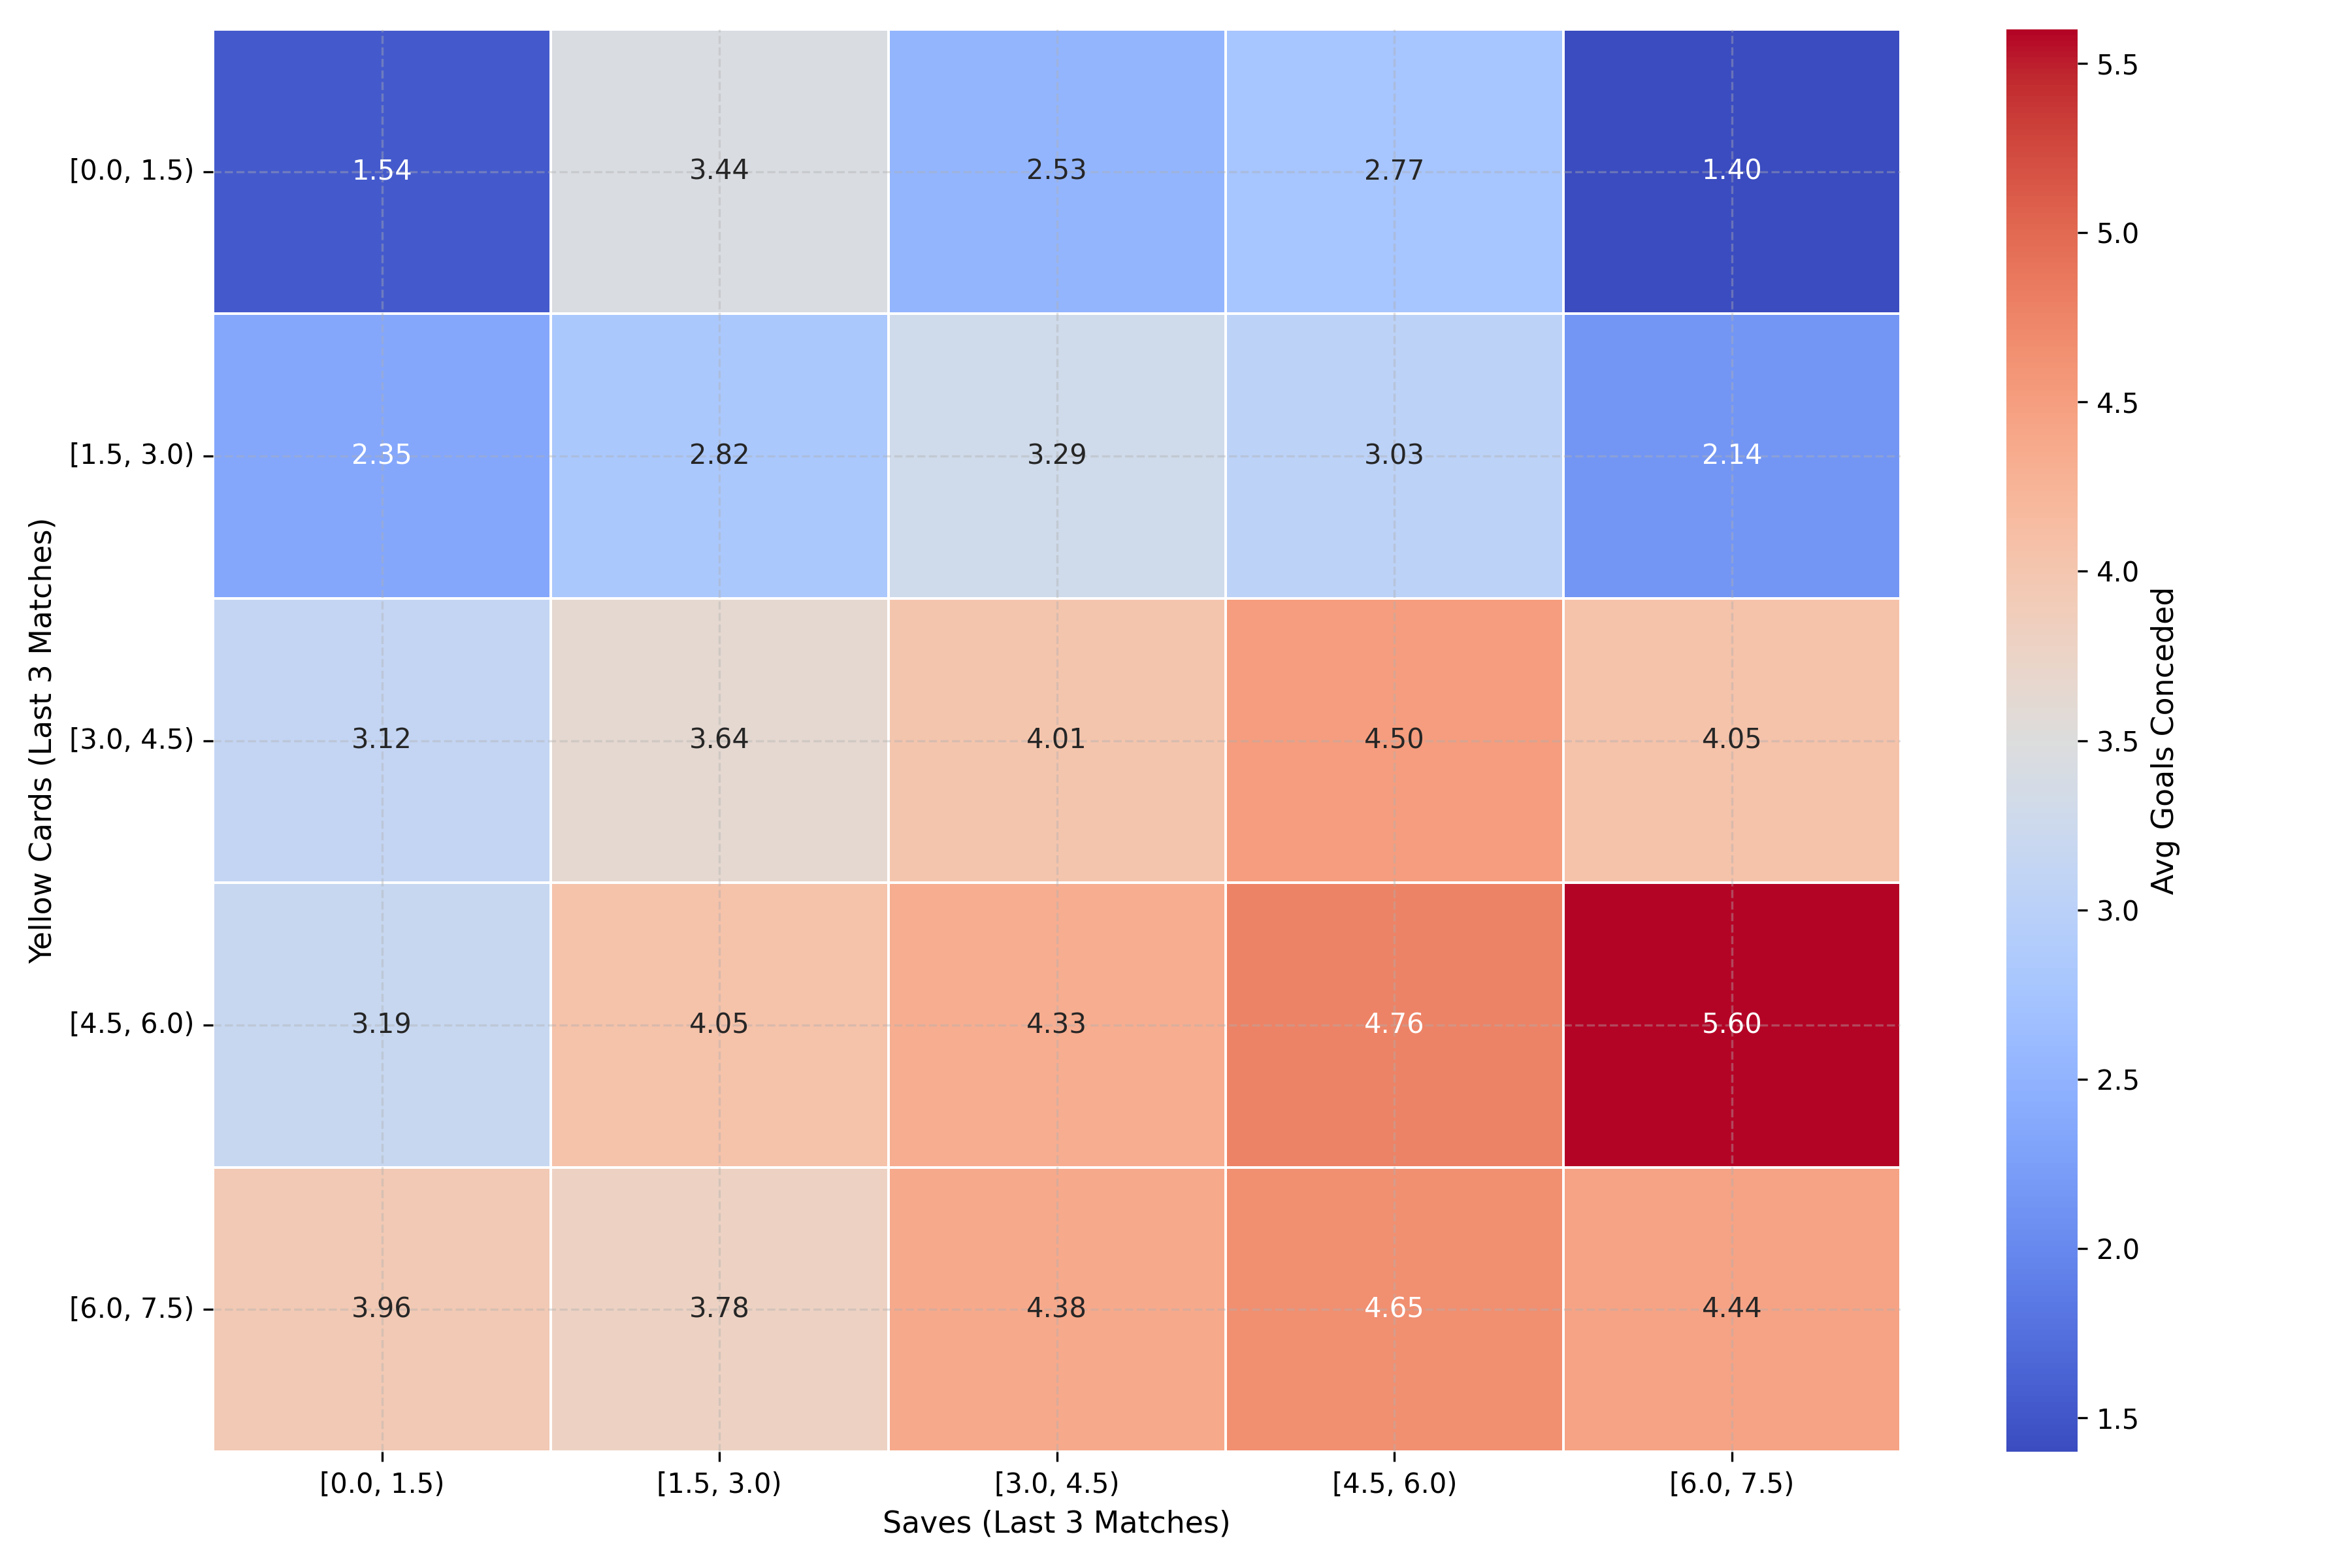 Yellow Cards (Last 3 Matches)
[0.0, 1.5) 1.54 3.44 2.53 2.77 1.40
[1.5, 3.0) 2.35 2.82 3.29 3.03 2.14
[3.0, 4.5) 3.12 3.64 4.01 4.50 4.05
[4.5, 6.0) 3.19 4.05 4.33 4.76 5.60
[6.0, 7.5) 3.96 3.78 4.38 4.65 4.44
[0.0, 1.5) [1.5, 3.0) [3.0, 4.5) [4.5, 6.0) [6.0, 7.5)
Saves (Last 3 Matches)
5.5
5.0
4.5
4.0
3.5
3.0
2.5
2.0
1.5
Avg Goals Conceded